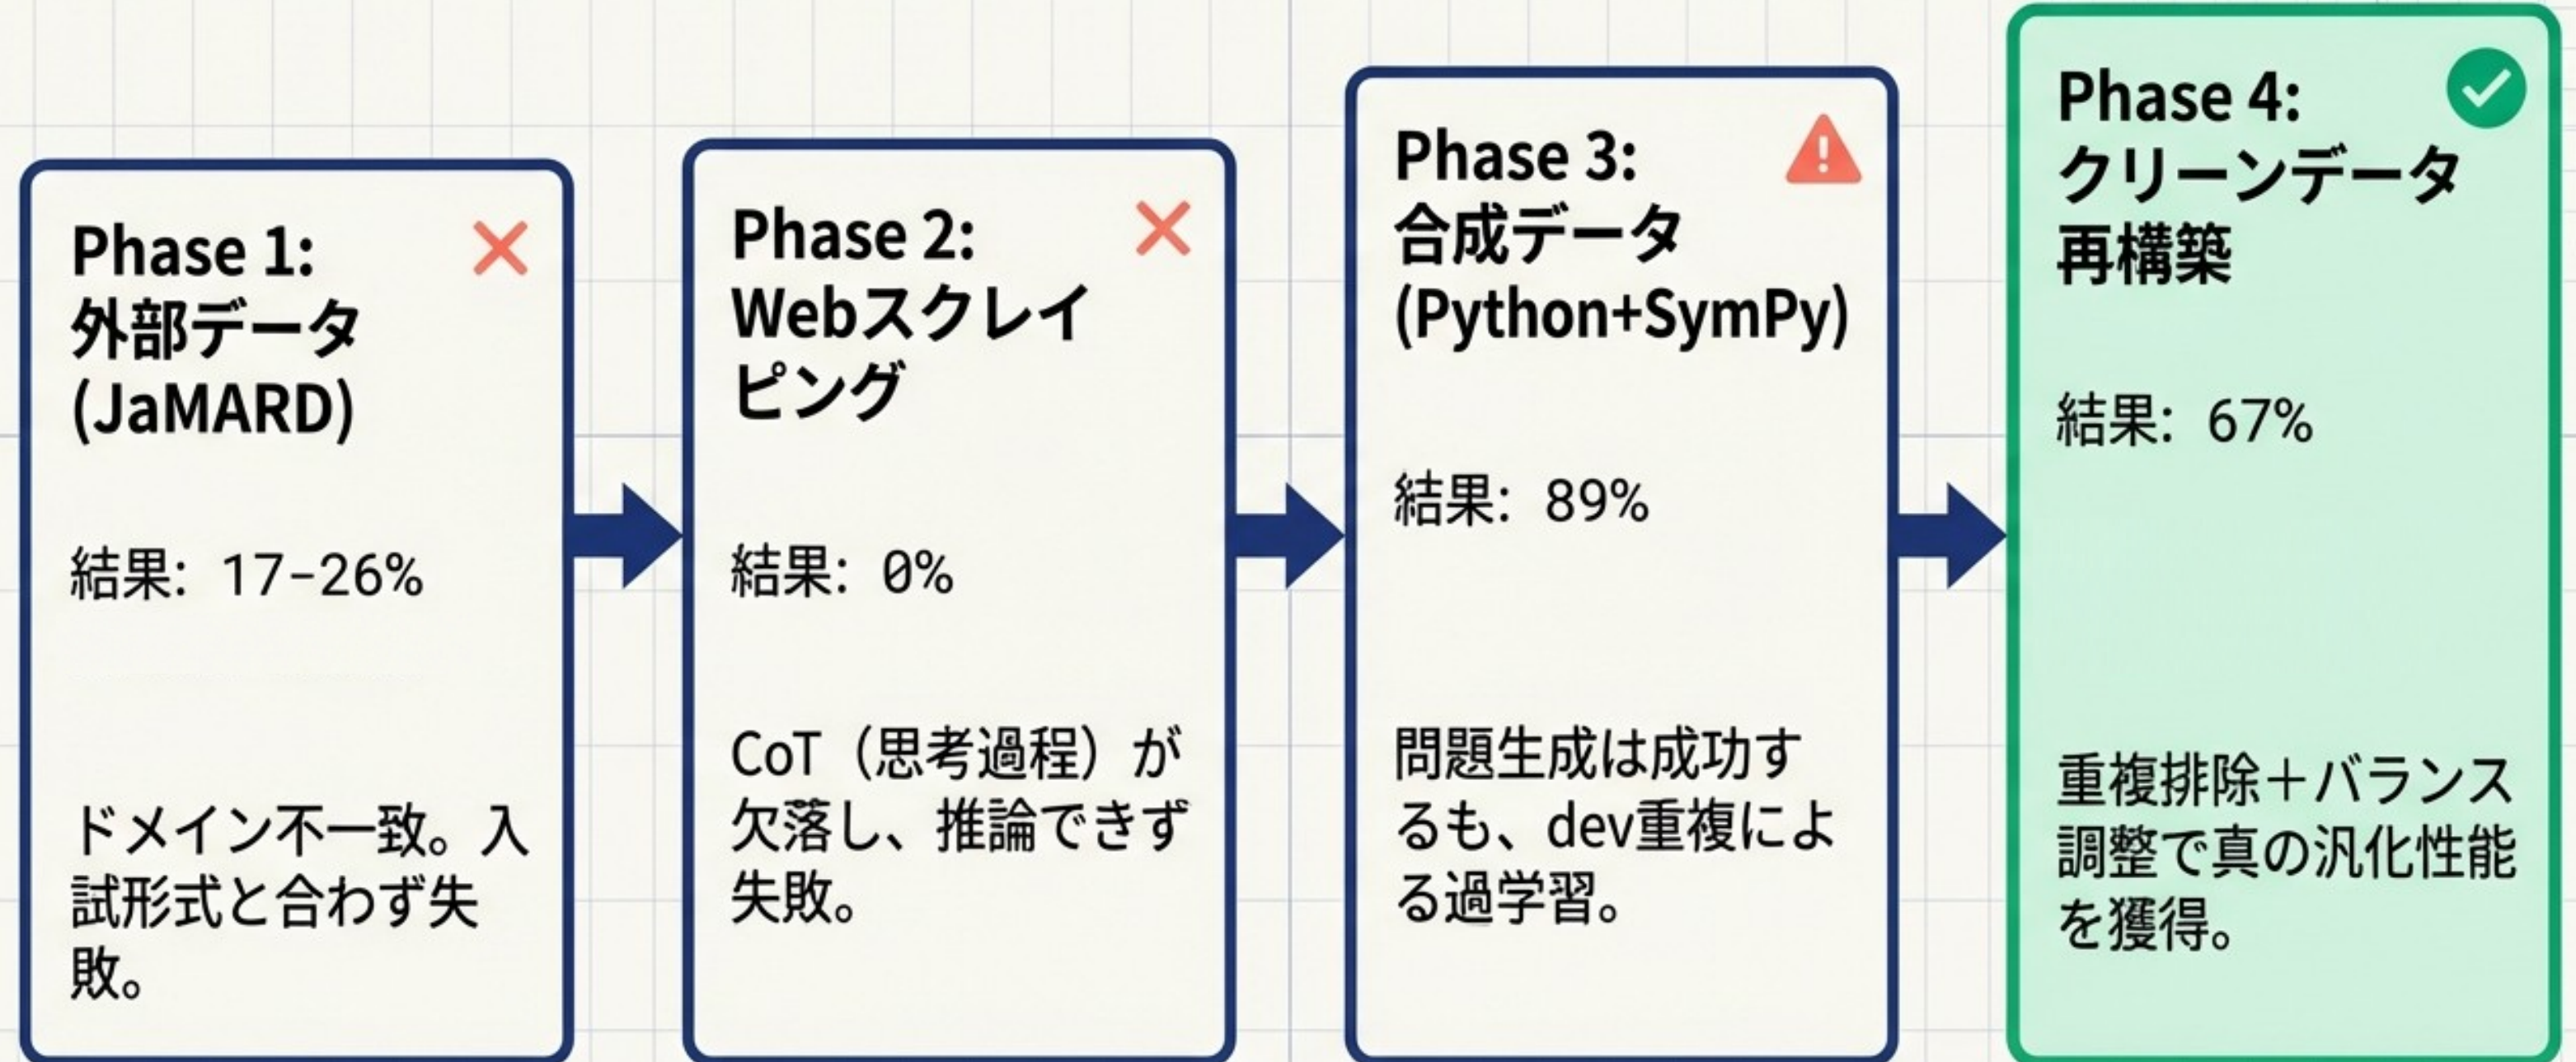 Phase 1:
外部データ
(JaMARD)
結果: 17-26%
ドメイン不一致。入
試形式と合わず失
敗。
Phase 2:
Webスクレイ
ピング
結果: 0%
CoT（思考過程）が
欠落し、推論できず
失敗。
Phase 3:
合成データ
(Python+SymPy)
結果: 89%
問題生成は成功す
るも、dev重複によ
る過学習。
Phase 4:
クリーンデータ
再構築
結果: 67%
重複排除＋バランス
調整で真の汎化性能
を獲得。